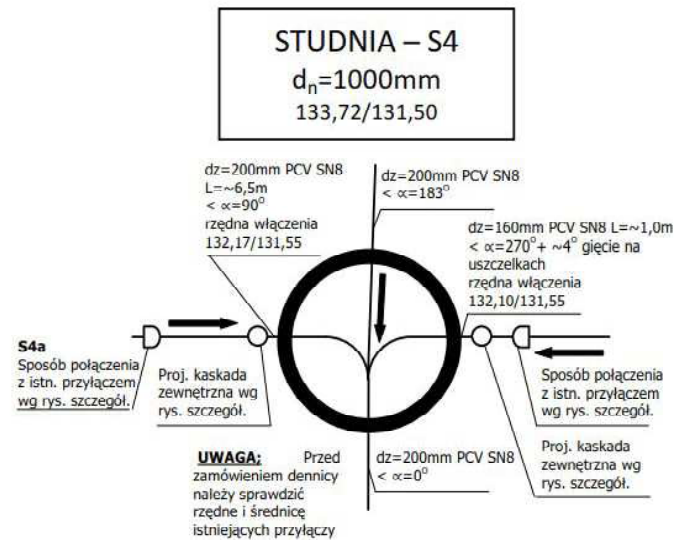 STUDNIA – S4
dn=1000mm
133,72/131,50
dz=200mm PCV SN8
L=~6,5m
< ∝=90°
rzędna włączenia
132,17/131,55
dz=200mm PCV SN8
< ∝=183°
dz=160mm PCV SN8 L=~1,0m
< ∝=270°+ ~4° gięcie na
uszczelkach
rzędna włączenia
132,10/131,55
S4a
Sposób połączenia
z istn. przyłączem
wg rys. szczegół.
Proj. kaskada
zewnętrzna wg
rys. szczegół.
Sposób połączenia
z istn. przyłączem
wg rys. szczegół.
Proj. kaskada
zewnętrzna wg
rys. szczegół.
UWAGA; Przed
zamówieniem dennicy
należy sprawdzić
rzędne i średnicę
istniejących przyłączy
dz=200mm PCV SN8
< ∝=0°